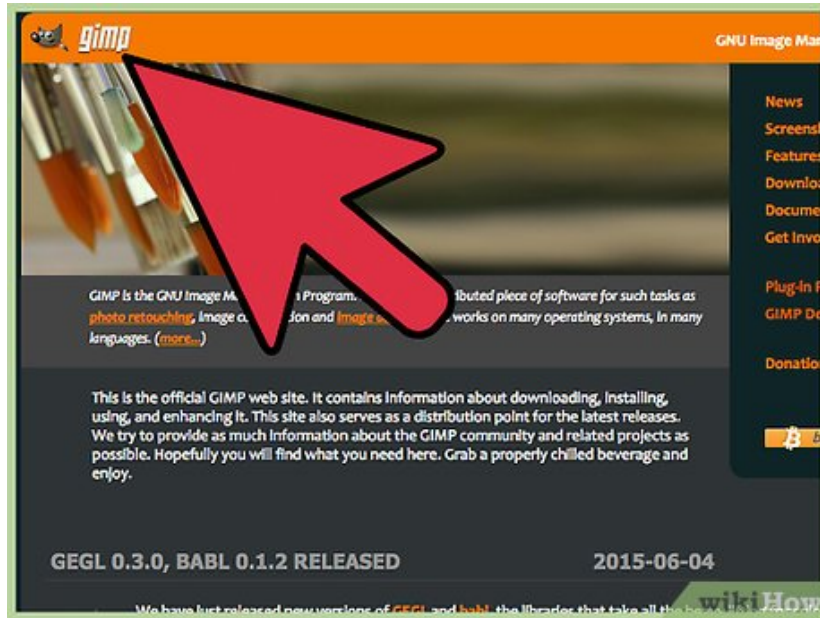 gimp
GNU Image Mar
News
Screensh
Features
Downloa
Docume
Get Invo
Plug-in
GIMP De
Donation
GIMP is the GNU Image M Program. ributed piece of software for such tasks as
photo retouching, image c ion and image works on many operating systems, in many
languages. (more...)
This is the official GIMP web site. It contains information about downloading, installing,
using, and enhancing it. This site also serves as a distribution point for the latest releases.
We try to provide as much information about the GIMP community and related projects as
possible. Hopefully you will find what you need here. Grab a properly chilled beverage and
enjoy.
GEGL 0.3.0, BABL 0.1.2 RELEASED 2015-06-04
We have just released new versions of GEGL and babl, the libraries that take all the
wikiHow